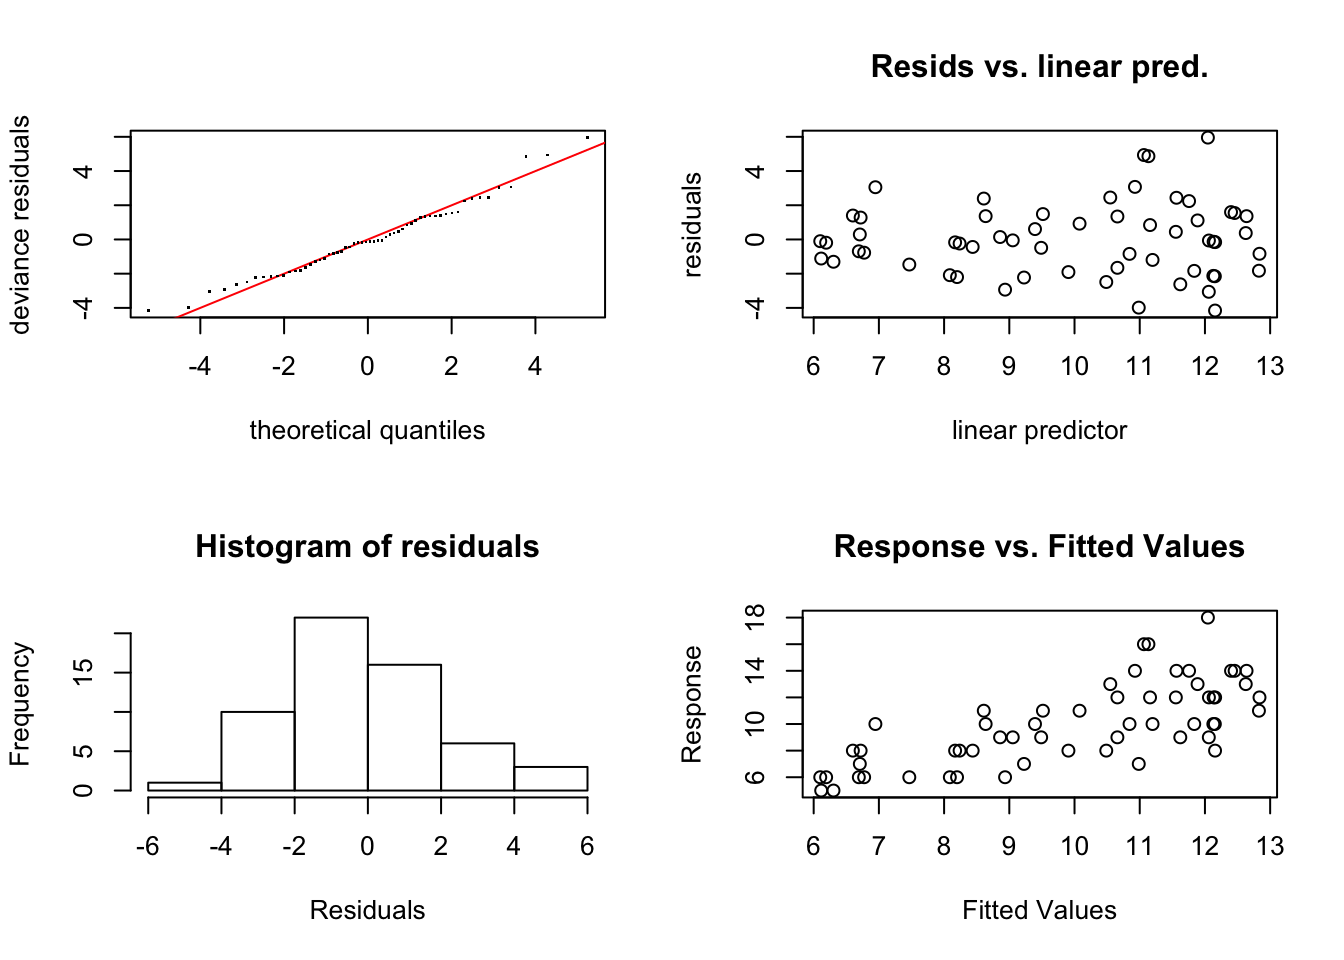 deviance residuals
4
0
-4
-4 -2 0 2 4
theoretical quantiles
Resids vs. linear pred.
residuals
4
0
-4
6 7 8 9 10 11 12 13
linear predictor
Histogram of residuals
Frequency
15
5
0
-6 -4 -2 0 2 4 6
Residuals
Response vs. Fitted Values
Response
18
14
10
6
6 7 8 9 10 11 12 13
Fitted Values